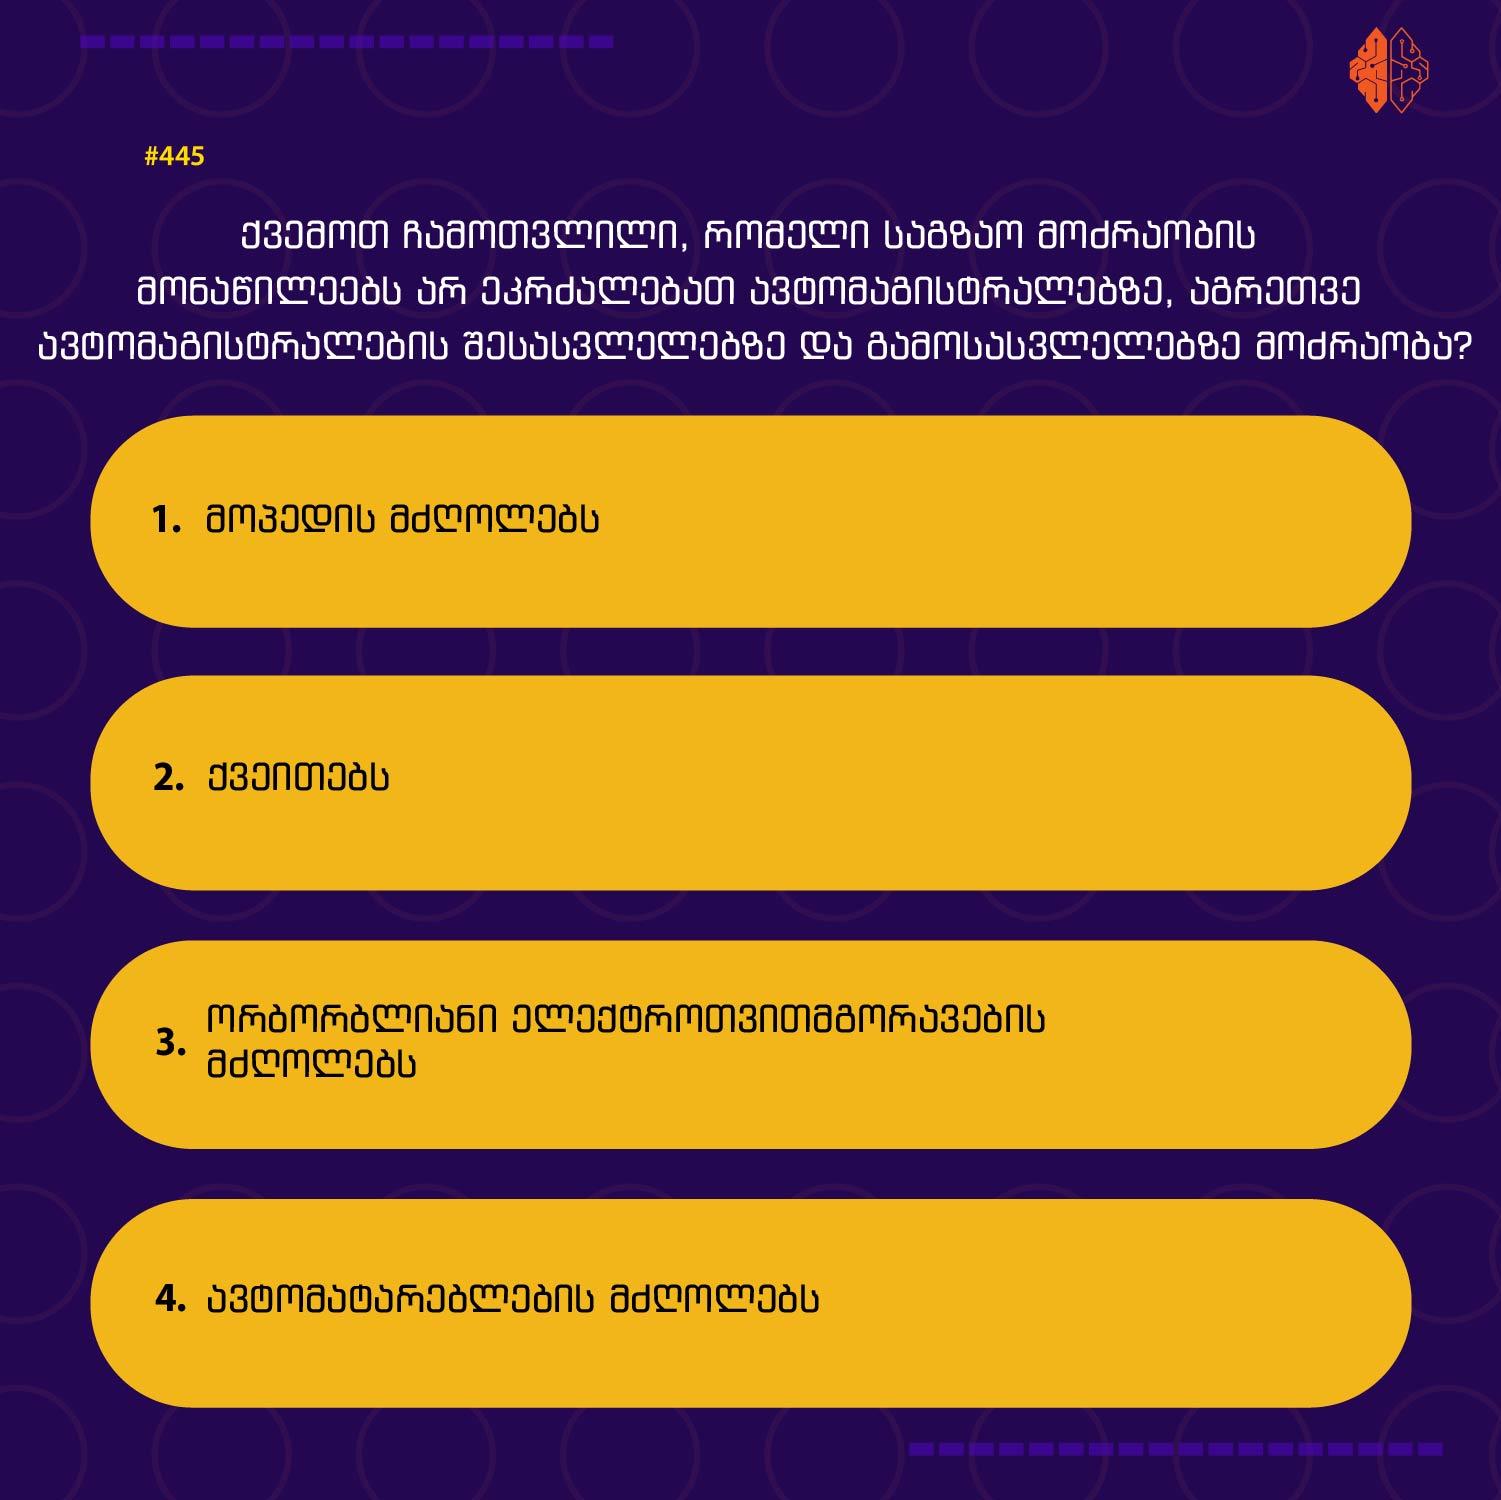 #445
ქვემოთ ჩამოთვლილი, რომელი საგზაო მოძრაობის
მონაწილეებს არ ეკრძალებათ ავტომაგისტრალებზე, აგრეთვე
ავტომაგისტრალების შესასვლელებზე და გამოსასვლელებზე მოძრაობა?
1. მოპედის მძღოლებს
2. ქვეითებს
3. ორბორბლიანი ელექტროთვითმგორავების
მძღოლებს
4. ავტომატარებლების მძღოლებს